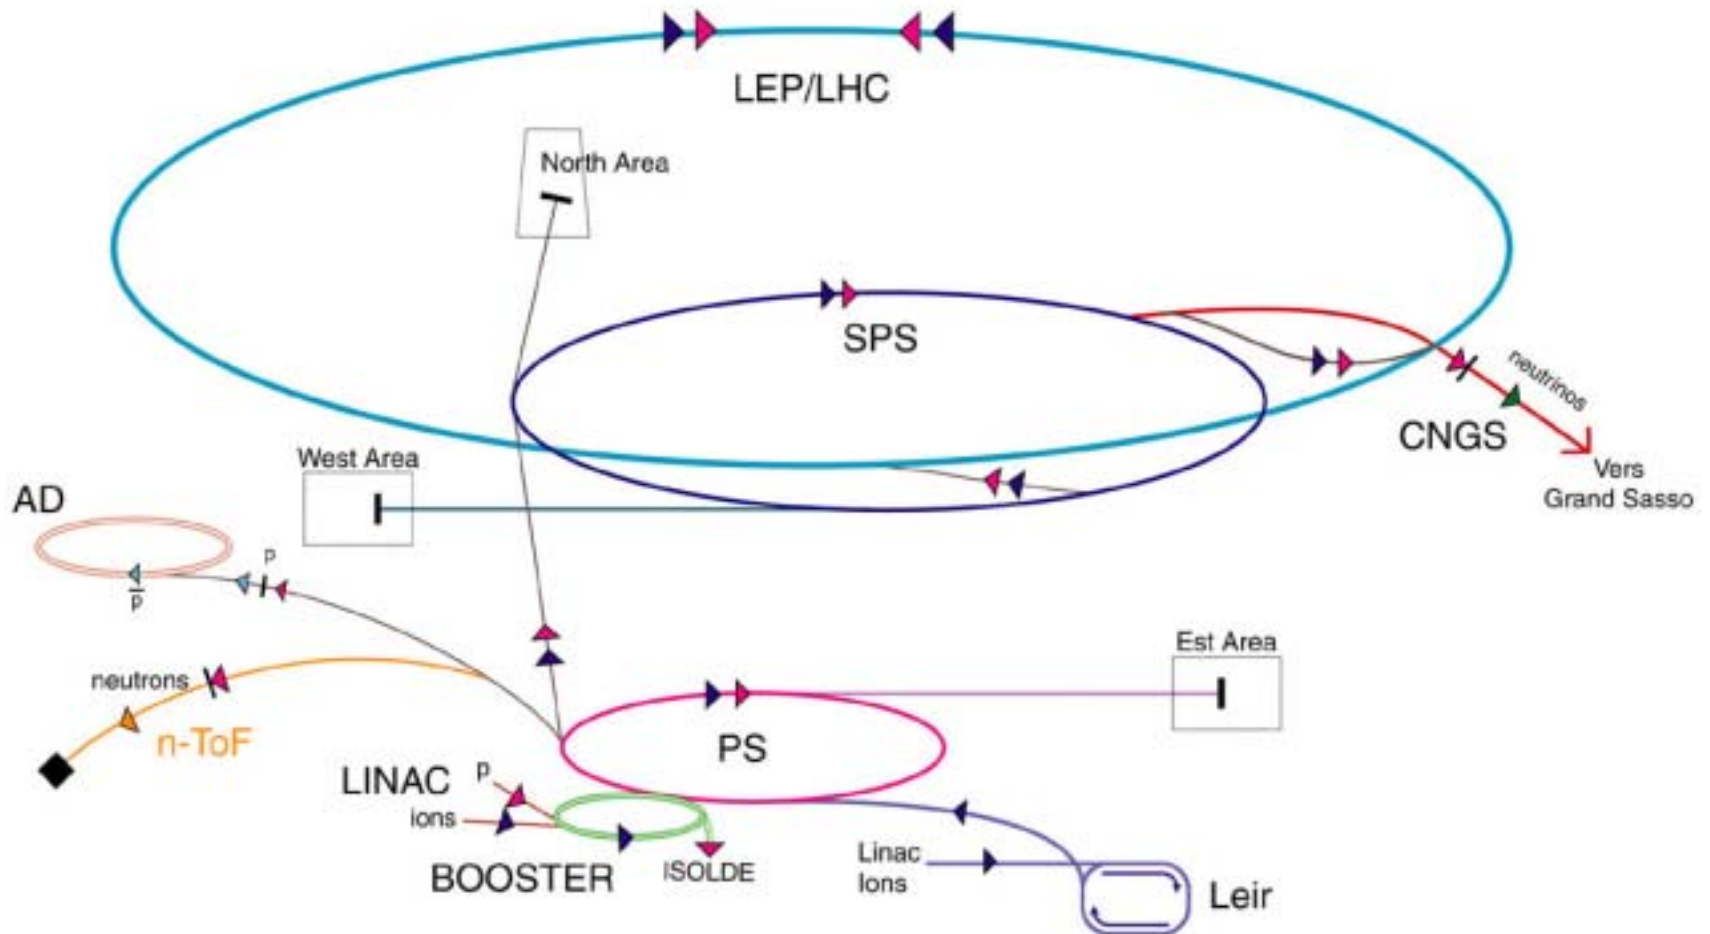 LEP/LHC
North Area
SPS
neutrinos
CNGS
Vers
Grand Sasso
West Area
AD
p
p
Est Area
neutrons
n-ToF
PS
LINAC
p
ions
BOOSTER
ISOLDE
Linac
Ions
Leir